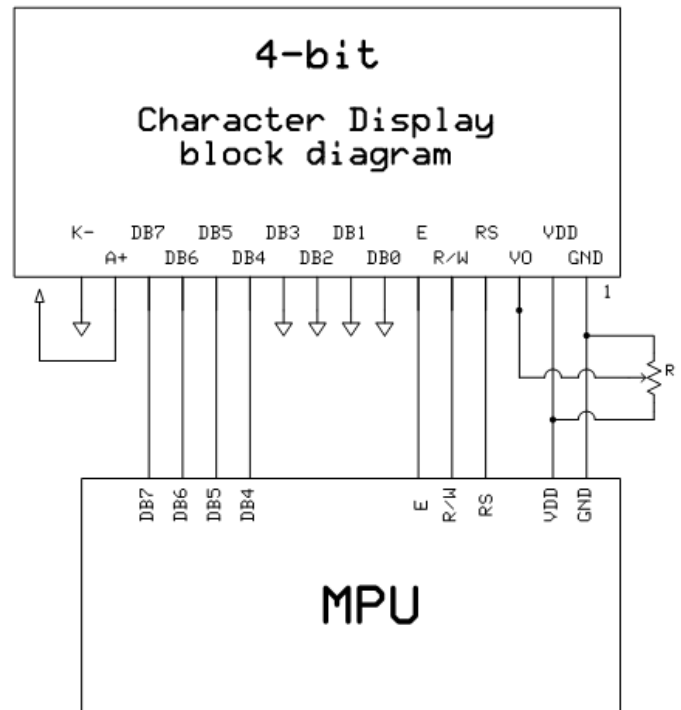 4-bit
Character Display
block diagram
K- DB7 DB5 DB3 DB1 E RS VDD
A+ DB6 DB4 DB2 DB0 R/W VO GND
1
R
DB7 DB6 DB5 DB4 E R/W RS VDD GND
MPU